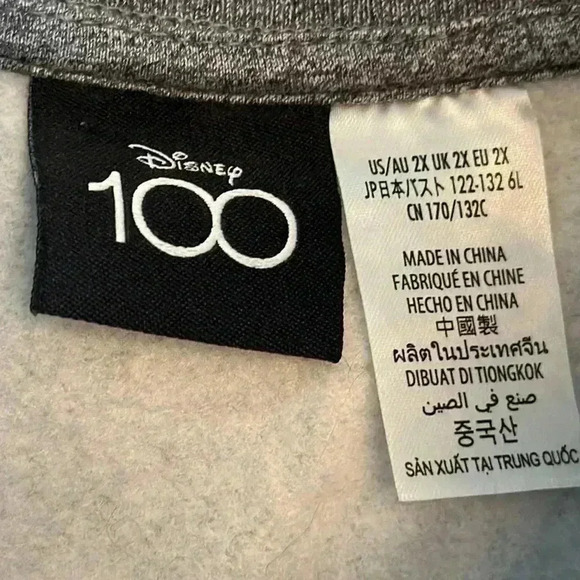 Disney
100
US/AU 2X UK 2X EU 2X
JP日本バスト 122-132 6L
CN 170/132C
MADE IN CHINA
FABRIQUÉ EN CHINE
HECHO EN CHINA
中國製
ผลิตในประเทศจีน
DIBUAT DI TIONGKOK
صنع في الصين
중국산
SẢN XUẤT TẠI TRUNG QUỐC